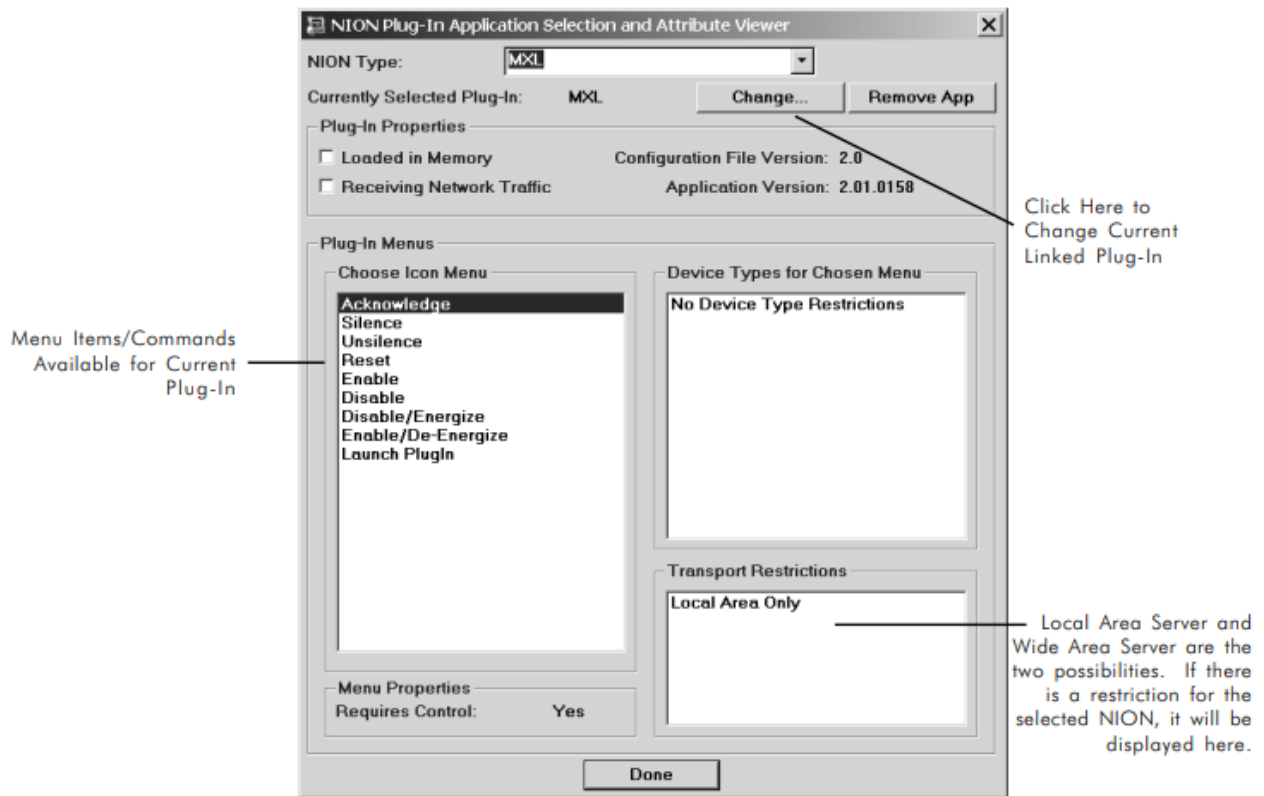 NION Plug-In Application Selection and Attribute Viewer
NION Type: MXL
Currently Selected Plug-In: MXL Change... Remove App
Plug-In Properties
Loaded in Memory Configuration File Version: 2.0
Receiving Network Traffic Application Version: 2.01.0158
Click Here to
Change Current
Linked Plug-In
Plug-In Menus
Choose Icon Menu
Acknowledge
Silence
Unsilence
Reset
Enable
Disable
Disable/Energize
Enable/De-Energize
Launch PlugIn
Menu Items/Commands
Available for Current
Plug-In
Device Types for Chosen Menu
No Device Type Restrictions
Transport Restrictions
Local Area Only
Local Area Server and
Wide Area Server are the
two possibilities. If there
is a restriction for the
selected NION, it will be
displayed here.
Menu Properties
Requires Control: Yes
Done